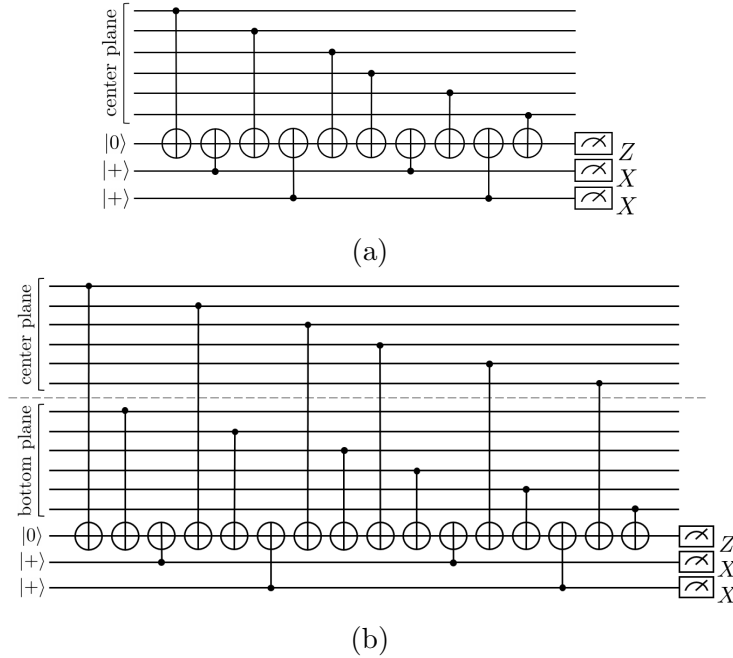 center plane
|0⟩
|+⟩
|+⟩
Z
X
X
(a)
center plane
bottom plane
|0⟩
|+⟩
|+⟩
Z
X
X
(b)